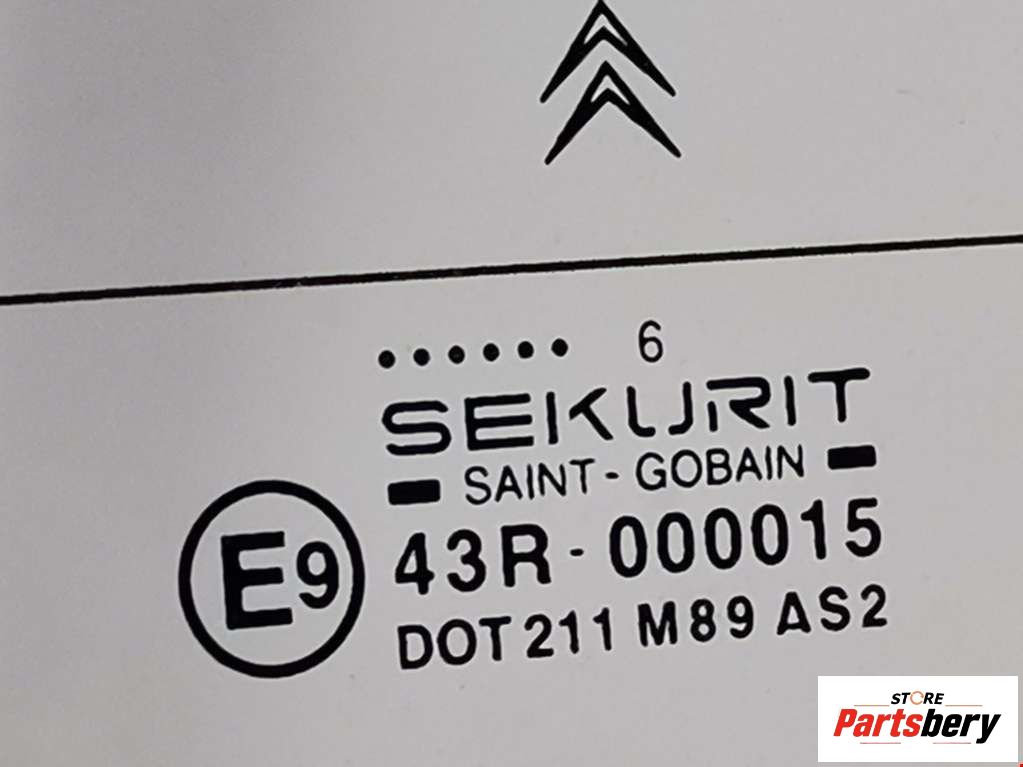 ...... 6
SEKURIT
SAINT-GOBAIN
E9
43R-000015
DOT 211 M89 AS2
STORE
Partsbery